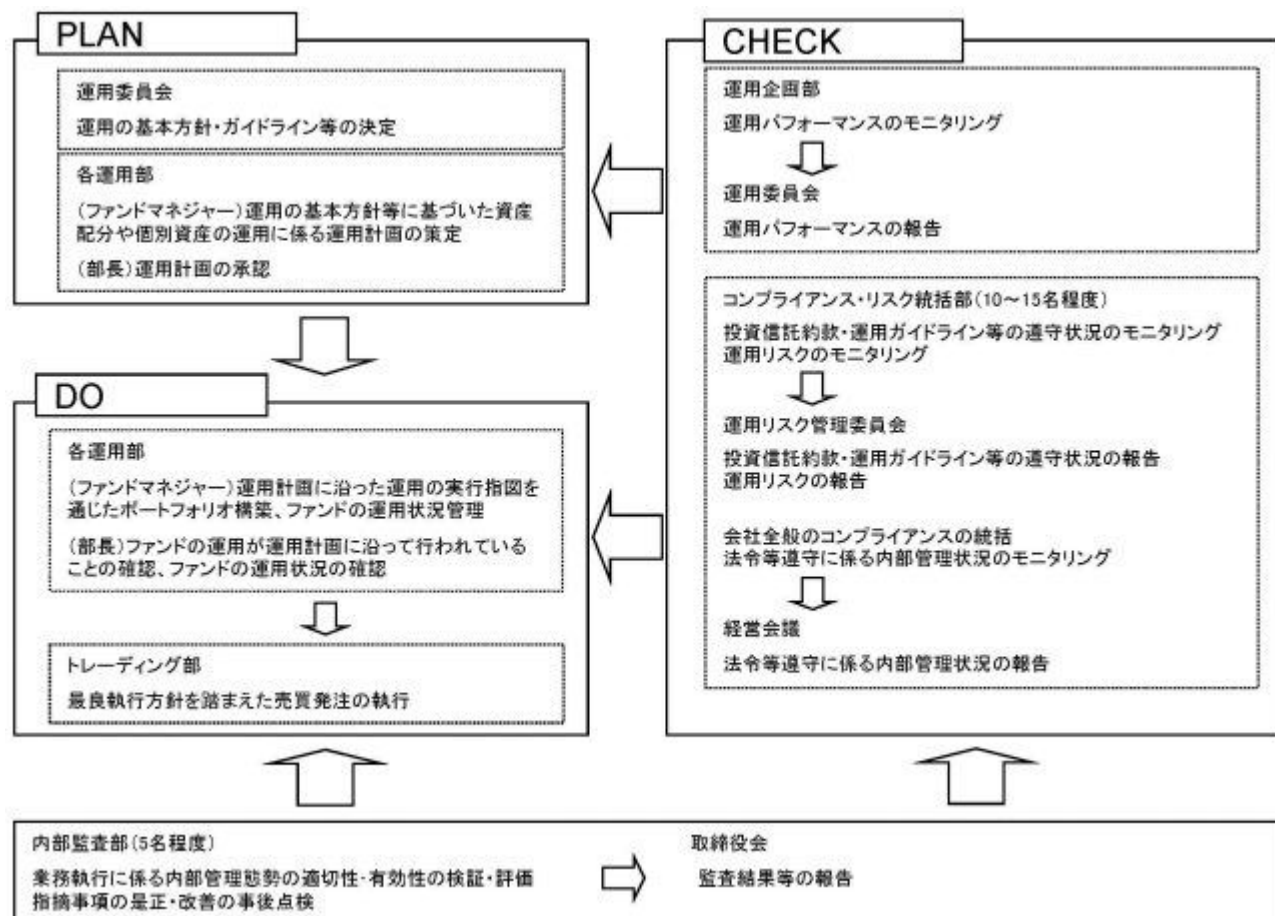 PLAN
運用委員会
運用の基本方針・ガイドライン等の決定
各運用部
(ファンドマネジャー)運用の基本方針等に基づいた資産
配分や個別資産の運用に係る運用計画の策定
(部長)運用計画の承認
DO
各運用部
(ファンドマネジャー)運用計画に沿った運用の実行指図を
通じたポートフォリオ構築、ファンドの運用状況管理
(部長)ファンドの運用が運用計画に沿って行われている
ことの確認、ファンドの運用状況の確認
トレーディング部
最良執行方針を踏まえた売買発注の執行
CHECK
運用企画部
運用パフォーマンスのモニタリング
運用委員会
運用パフォーマンスの報告
コンプライアンス・リスク統括部(10～15名程度)
投資信託約款・運用ガイドライン等の遵守状況のモニタリング
運用リスクのモニタリング
運用リスク管理委員会
投資信託約款・運用ガイドライン等の遵守状況の報告
運用リスクの報告
会社全般のコンプライアンスの統括
法令等遵守に係る内部管理状況のモニタリング
経営会議
法令等遵守に係る内部管理状況の報告
内部監査部(5名程度)
業務執行に係る内部管理態勢の適切性・有効性の検証・評価
指摘事項の是正・改善の事後点検
取締役会
監査結果等の報告